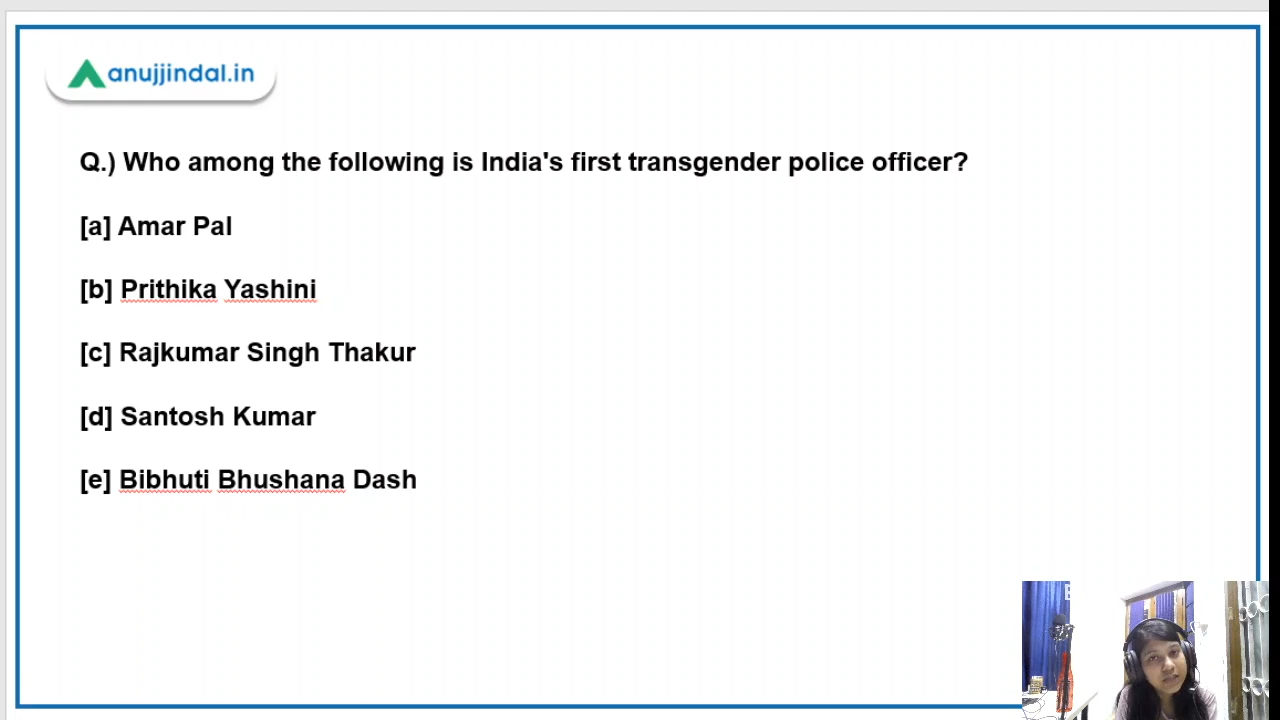 anujjindal.in
Q.) Who among the following is India's first transgender police officer?
[a] Amar Pal
[b] Prithika Yashini
[c] Rajkumar Singh Thakur
[d] Santosh Kumar
[e] Bibhuti Bhushana Dash